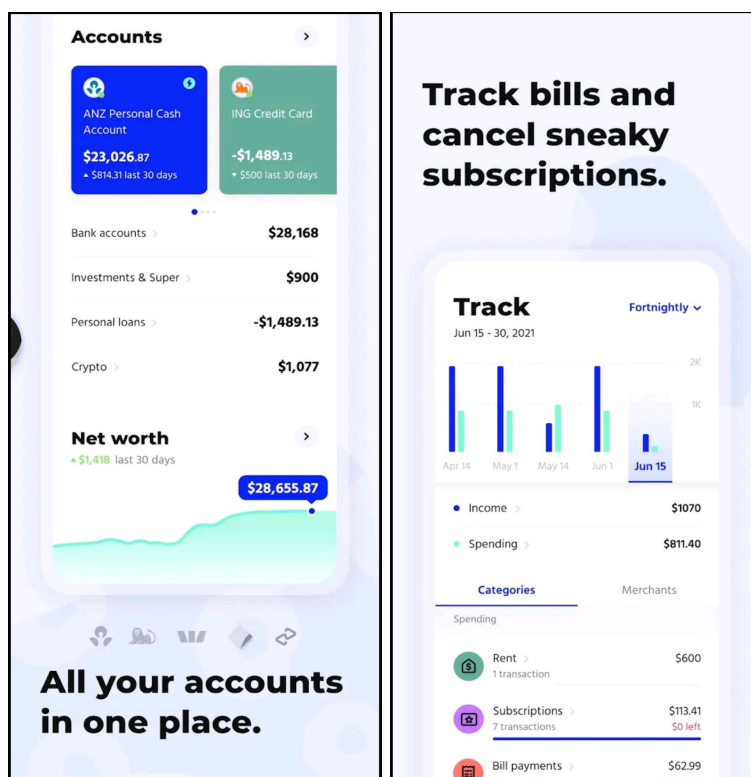 Accounts
ANZ Personal Cash
Account
$23,026.87
$814.31 last 30 days
ING Credit Card
-$1,489.13
$500 last 30 days
Bank accounts
$28,168
Investments & Super
$900
Personal loans
-$1,489.13
Crypto
$1,077
Net worth
$1,418 last 30 days
$28,655.87
All your accounts
in one place.
Track bills and
cancel sneaky
subscriptions.
Track
Fortnightly
Jun 15 - 30, 2021
2K
1K
Apr 14 May 1 May 14 Jun 1 Jun 15
Income
$1070
Spending
$811.40
Categories
Merchants
Spending
Rent
$600
1 transaction
Subscriptions
$113.41
7 transactions
$0 left
Bill payments
$62.99